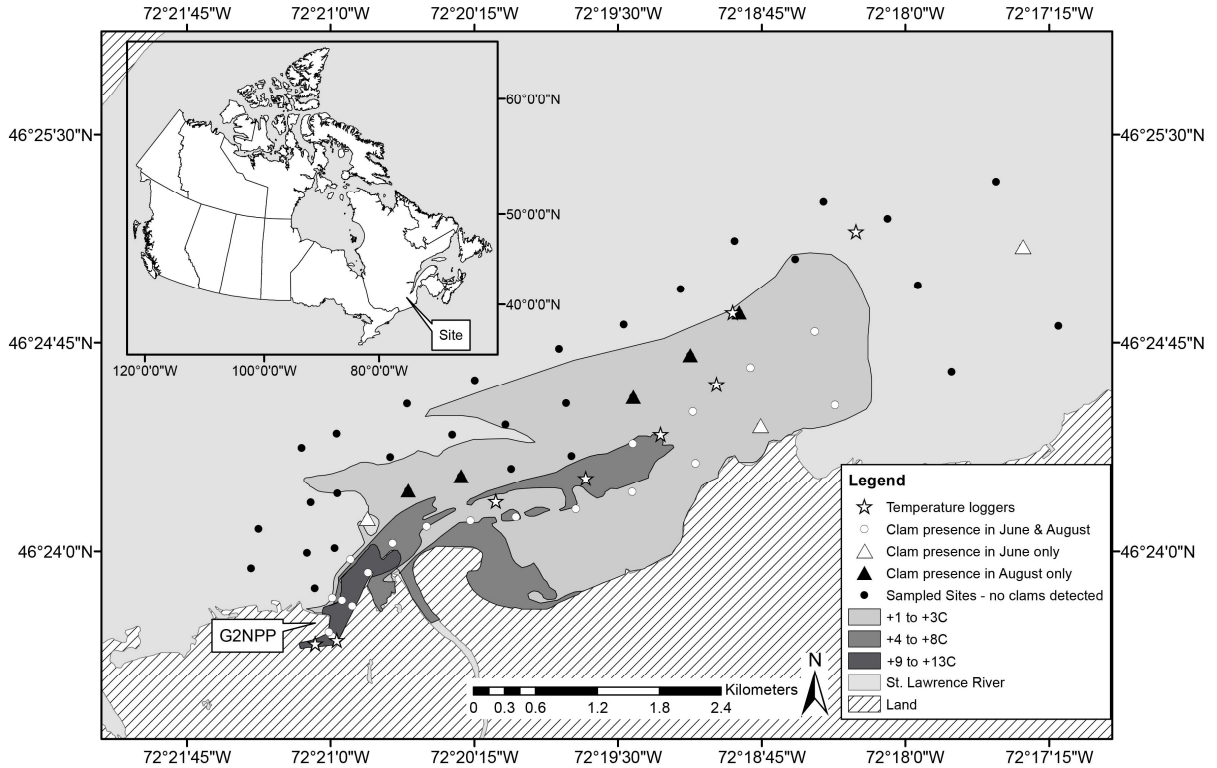 72°21'45"W 72°21'0"W 72°20'15"W 72°19'30"W 72°18'45"W 72°18'0"W 72°17'15"W
60°0'0"N
46°25'30"N 46°25'30"N
50°0'0"N
40°0'0"N
Site
46°24'45"N 46°24'45"N
120°0'0"W 100°0'0"W 80°0'0"W
Legend
Temperature loggers
Clam presence in June & August
Clam presence in June only
Clam presence in August only
Sampled Sites - no clams detected
+1 to +3C
+4 to +8C
+9 to +13C
St. Lawrence River
Land
46°24'0"N 46°24'0"N
G2NPP
N
Kilometers
0 0.3 0.6 1.2 1.8 2.4
72°21'45"W 72°21'0"W 72°20'15"W 72°19'30"W 72°18'45"W 72°18'0"W 72°17'15"W